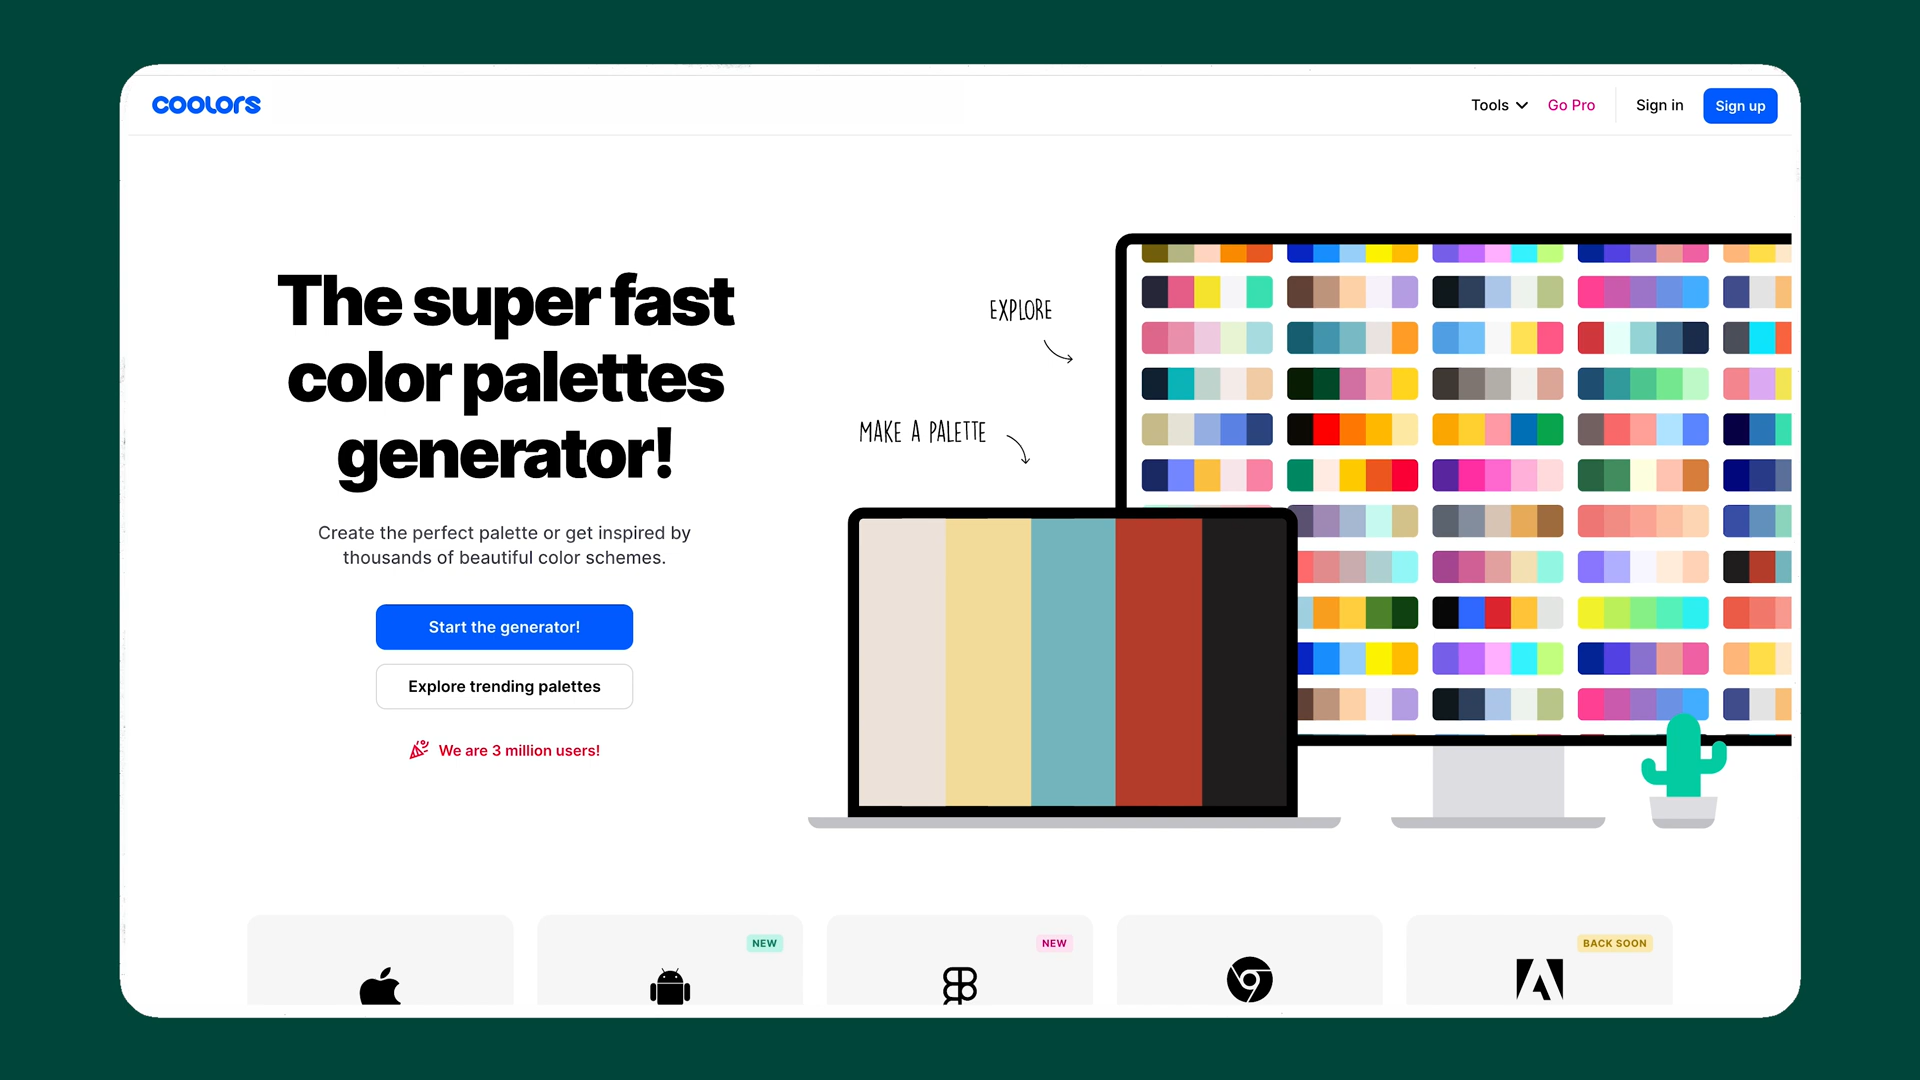 coolors
Tools
Go Pro
Sign in
Sign up
The super fast
color palettes
generator!
Create the perfect palette or get inspired by
thousands of beautiful color schemes.
Start the generator!
Explore trending palettes
We are 3 million users!
EXPLORE
MAKE A PALETTE
NEW
NEW
BACK SOON